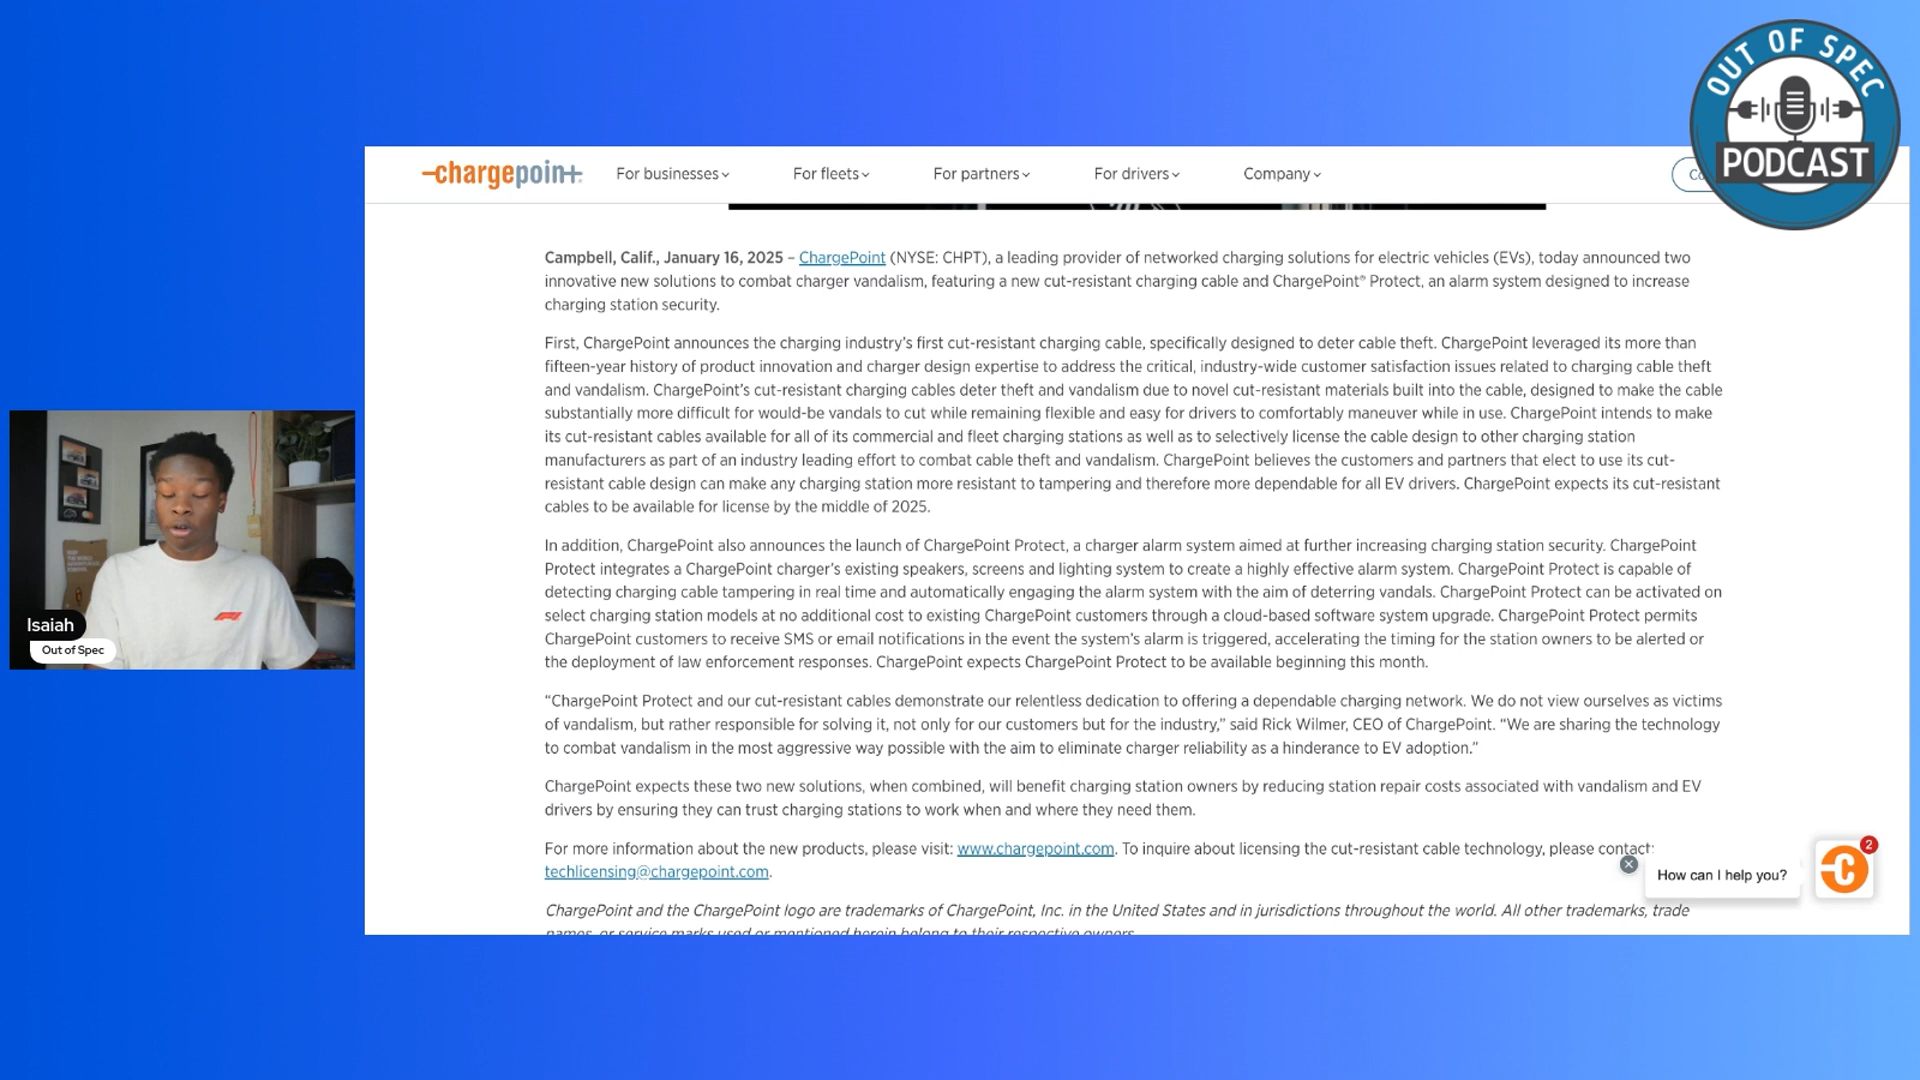 OUT OF SPEC
PODCAST
chargepoint
For businesses
For fleets
For partners
For drivers
Company
Co
Campbell, Calif., January 16, 2025 – ChargePoint (NYSE: CHPT), a leading provider of networked charging solutions for electric vehicles (EVs), today announced two
innovative new solutions to combat charger vandalism, featuring a new cut-resistant charging cable and ChargePoint® Protect, an alarm system designed to increase
charging station security.
First, ChargePoint announces the charging industry’s first cut-resistant charging cable, specifically designed to deter cable theft. ChargePoint leveraged its more than
fifteen-year history of product innovation and charger design expertise to address the critical, industry-wide customer satisfaction issues related to charging cable theft
and vandalism. ChargePoint’s cut-resistant charging cables deter theft and vandalism due to novel cut-resistant materials built into the cable, designed to make the cable
substantially more difficult for would-be vandals to cut while remaining flexible and easy for drivers to comfortably maneuver while in use. ChargePoint intends to make
its cut-resistant cables available for all of its commercial and fleet charging stations as well as to selectively license the cable design to other charging station
manufacturers as part of an industry leading effort to combat cable theft and vandalism. ChargePoint believes the customers and partners that elect to use its cut-
resistant cable design can make any charging station more resistant to tampering and therefore more dependable for all EV drivers. ChargePoint expects its cut-resistant
cables to be available for license by the middle of 2025.
In addition, ChargePoint also announces the launch of ChargePoint Protect, a charger alarm system aimed at further increasing charging station security. ChargePoint
Protect integrates a ChargePoint charger’s existing speakers, screens and lighting system to create a highly effective alarm system. ChargePoint Protect is capable of
detecting charging cable tampering in real time and automatically engaging the alarm system with the aim of deterring vandals. ChargePoint Protect can be activated on
select charging station models at no additional cost to existing ChargePoint customers through a cloud-based software system upgrade. ChargePoint Protect permits
ChargePoint customers to receive SMS or email notifications in the event the system’s alarm is triggered, accelerating the timing for the station owners to be alerted or
the deployment of law enforcement responses. ChargePoint expects ChargePoint Protect to be available beginning this month.
“ChargePoint Protect and our cut-resistant cables demonstrate our relentless dedication to offering a dependable charging network. We do not view ourselves as victims
of vandalism, but rather responsible for solving it, not only for our customers but for the industry,” said Rick Wilmer, CEO of ChargePoint. “We are sharing the technology
to combat vandalism in the most aggressive way possible with the aim to eliminate charger reliability as a hinderance to EV adoption.”
ChargePoint expects these two new solutions, when combined, will benefit charging station owners by reducing station repair costs associated with vandalism and EV
drivers by ensuring they can trust charging stations to work when and where they need them.
For more information about the new products, please visit: www.chargepoint.com. To inquire about licensing the cut-resistant cable technology, please contact:
techlicensing@chargepoint.com.
ChargePoint and the ChargePoint logo are trademarks of ChargePoint, Inc. in the United States and in jurisdictions throughout the world. All other trademarks, trade
names, or service marks used or mentioned herein belong to their respective owners.
How can I help you?
2
Isaiah
Out of Spec